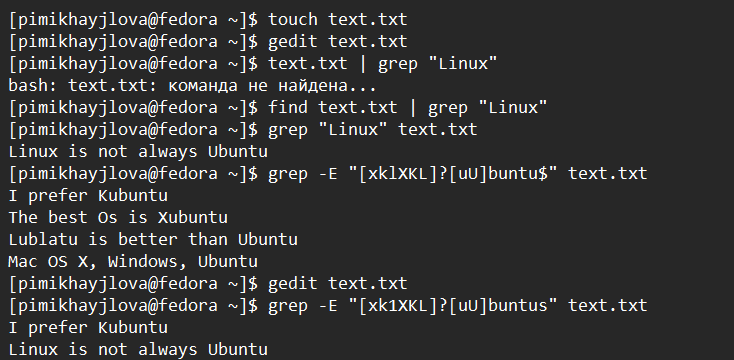 [pimikhayjlova@fedora ~]$ touch text.txt
[pimikhayjlova@fedora ~]$ gedit text.txt
[pimikhayjlova@fedora ~]$ text.txt | grep "Linux"
bash: text.txt: команда не найдена...
[pimikhayjlova@fedora ~]$ find text.txt | grep "Linux"
[pimikhayjlova@fedora ~]$ grep "Linux" text.txt
Linux is not always Ubuntu
[pimikhayjlova@fedora ~]$ grep -E "[xklXKL]?[uU]buntu$" text.txt
I prefer Kubuntu
The best Os is Xubuntu
Lublatu is better than Ubuntu
Mac OS X, Windows, Ubuntu
[pimikhayjlova@fedora ~]$ gedit text.txt
[pimikhayjlova@fedora ~]$ grep -E "[xk1XKL]?[uU]buntus" text.txt
I prefer Kubuntu
Linux is not always Ubuntu